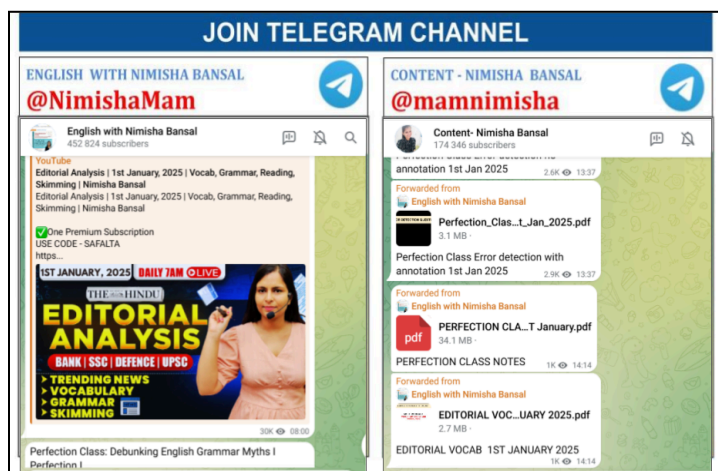 JOIN TELEGRAM CHANNEL
ENGLISH WITH NIMISHA BANSAL
@NimishaMam
English with Nimisha Bansal
452 824 subscribers
YouTube
Editorial Analysis | 1st January, 2025 | Vocab, Grammar, Reading,
Skimming | Nimisha Bansal
Editorial Analysis | 1st January, 2025 | Vocab, Grammar, Reading,
Skimming | Nimisha Bansal
✅One Premium Subscription
USE CODE - SAFALTA
https...
1ST JANUARY, 2025 DAILY 7AM LIVE
THE HINDU
EDITORIAL
ANALYSIS
BANK | SSC | DEFENCE | UPSC
> TRENDING NEWS
> VOCABULARY
> GRAMMAR
> SKIMMING
30K 08:00
Perfection Class: Debunking English Grammar Myths I
Perfection I
CONTENT - NIMISHA BANSAL
@mamnimisha
Content- Nimisha Bansal
174 346 subscribers
Perfection Class Error detection no
annotation 1st Jan 2025 2.6K 13:37
Forwarded from
English with Nimisha Bansal
Perfection_Clas...t_Jan_2025.pdf
3.1 MB ·
Perfection Class Error detection with
annotation 1st Jan 2025 2.9K 13:37
Forwarded from
English with Nimisha Bansal
pdf
PERFECTION CLA...T January.pdf
34.1 MB ·
PERFECTION CLASS NOTES 1K 14:14
Forwarded from
English with Nimisha Bansal
EDITORIAL VOC...UARY 2025.pdf
2.7 MB ·
EDITORIAL VOCAB 1ST JANUARY 2025
1K 14:14